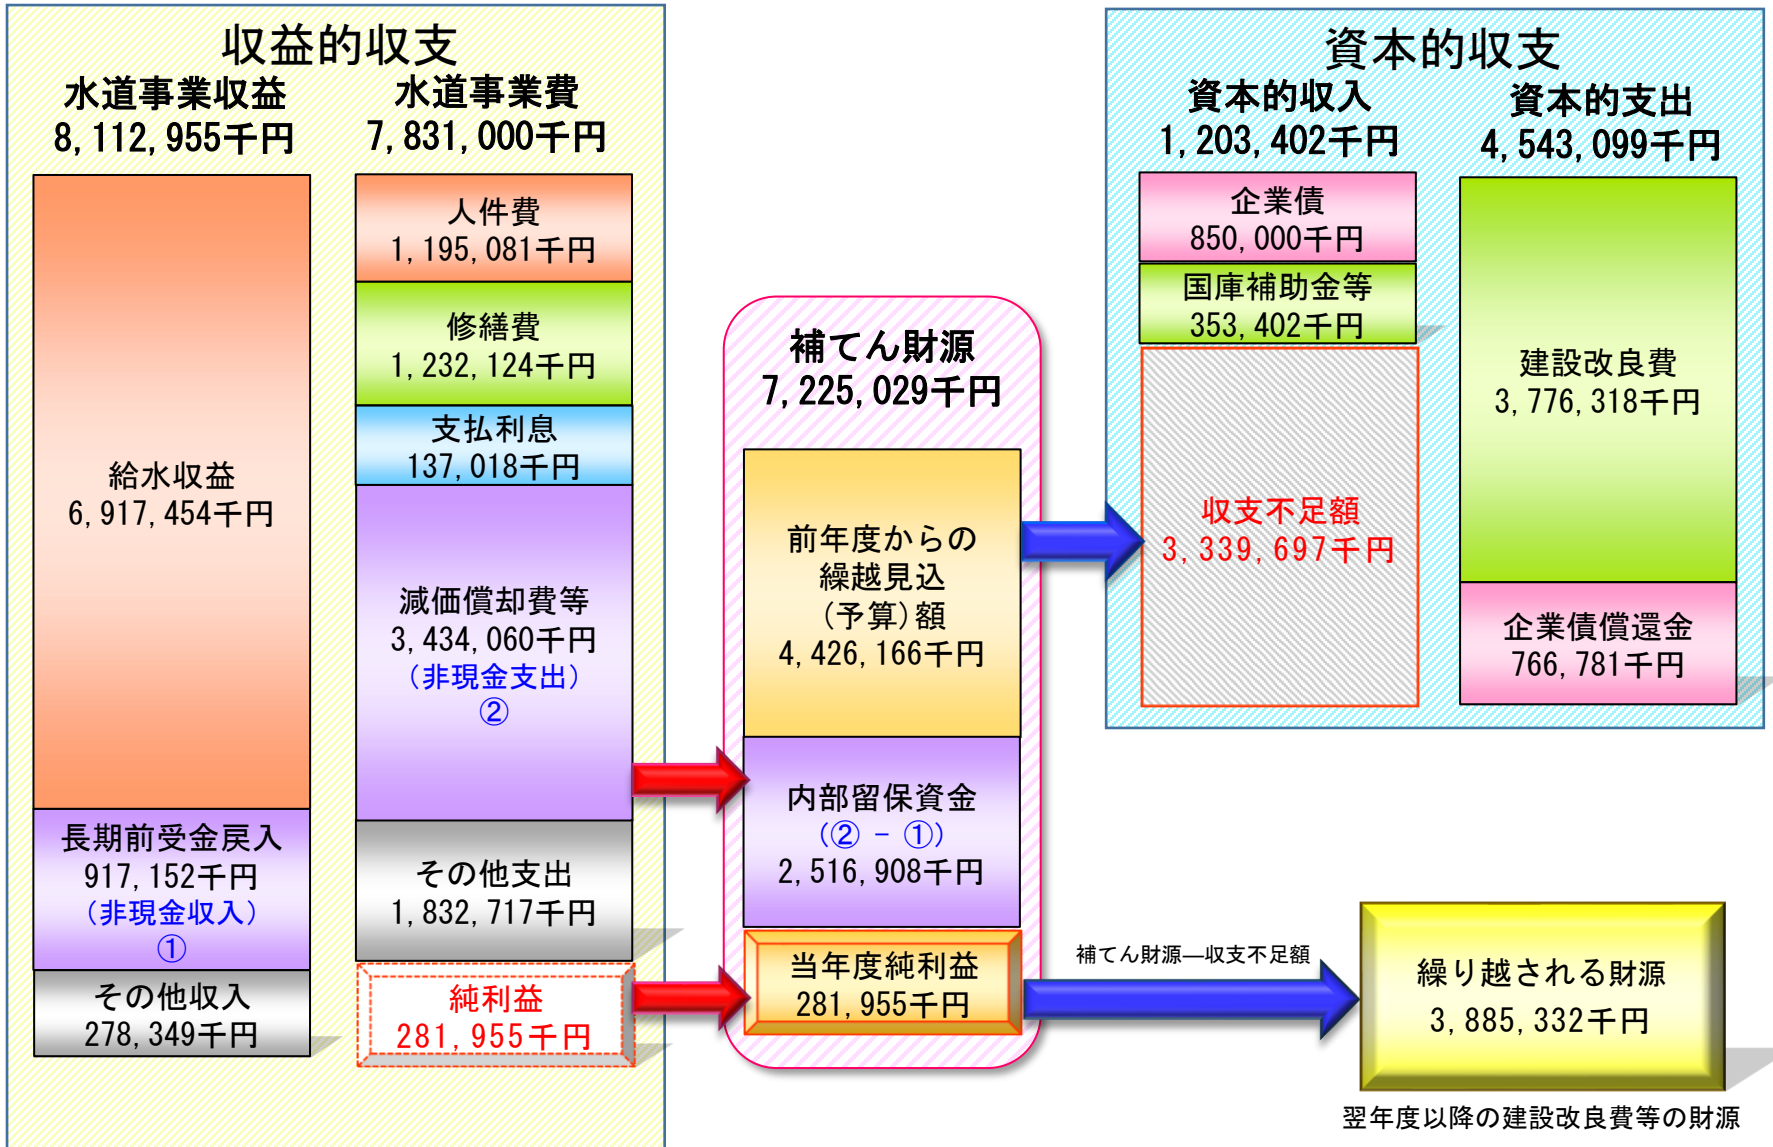 収益的収支
水道事業収益
8,112,955千円
水道事業費
7,831,000千円
給水収益
6,917,454千円
長期前受金戻入
917,152千円
(非現金収入)
①
その他収入
278,349千円
人件費
1,195,081千円
修繕費
1,232,124千円
支払利息
137,018千円
減価償却費等
3,434,060千円
(非現金支出)
②
その他支出
1,832,717千円
純利益
281,955千円
補てん財源
7,225,029千円
前年度からの
繰越見込
(予算)額
4,426,166千円
内部留保資金
(② - ①)
2,516,908千円
当年度純利益
281,955千円
資本的収支
資本的収入
1,203,402千円
資本的支出
4,543,099千円
企業債
850,000千円
国庫補助金等
353,402千円
収支不足額
3,339,697千円
建設改良費
3,776,318千円
企業債償還金
766,781千円
補てん財源―収支不足額
繰り越される財源
3,885,332千円
翌年度以降の建設改良費等の財源